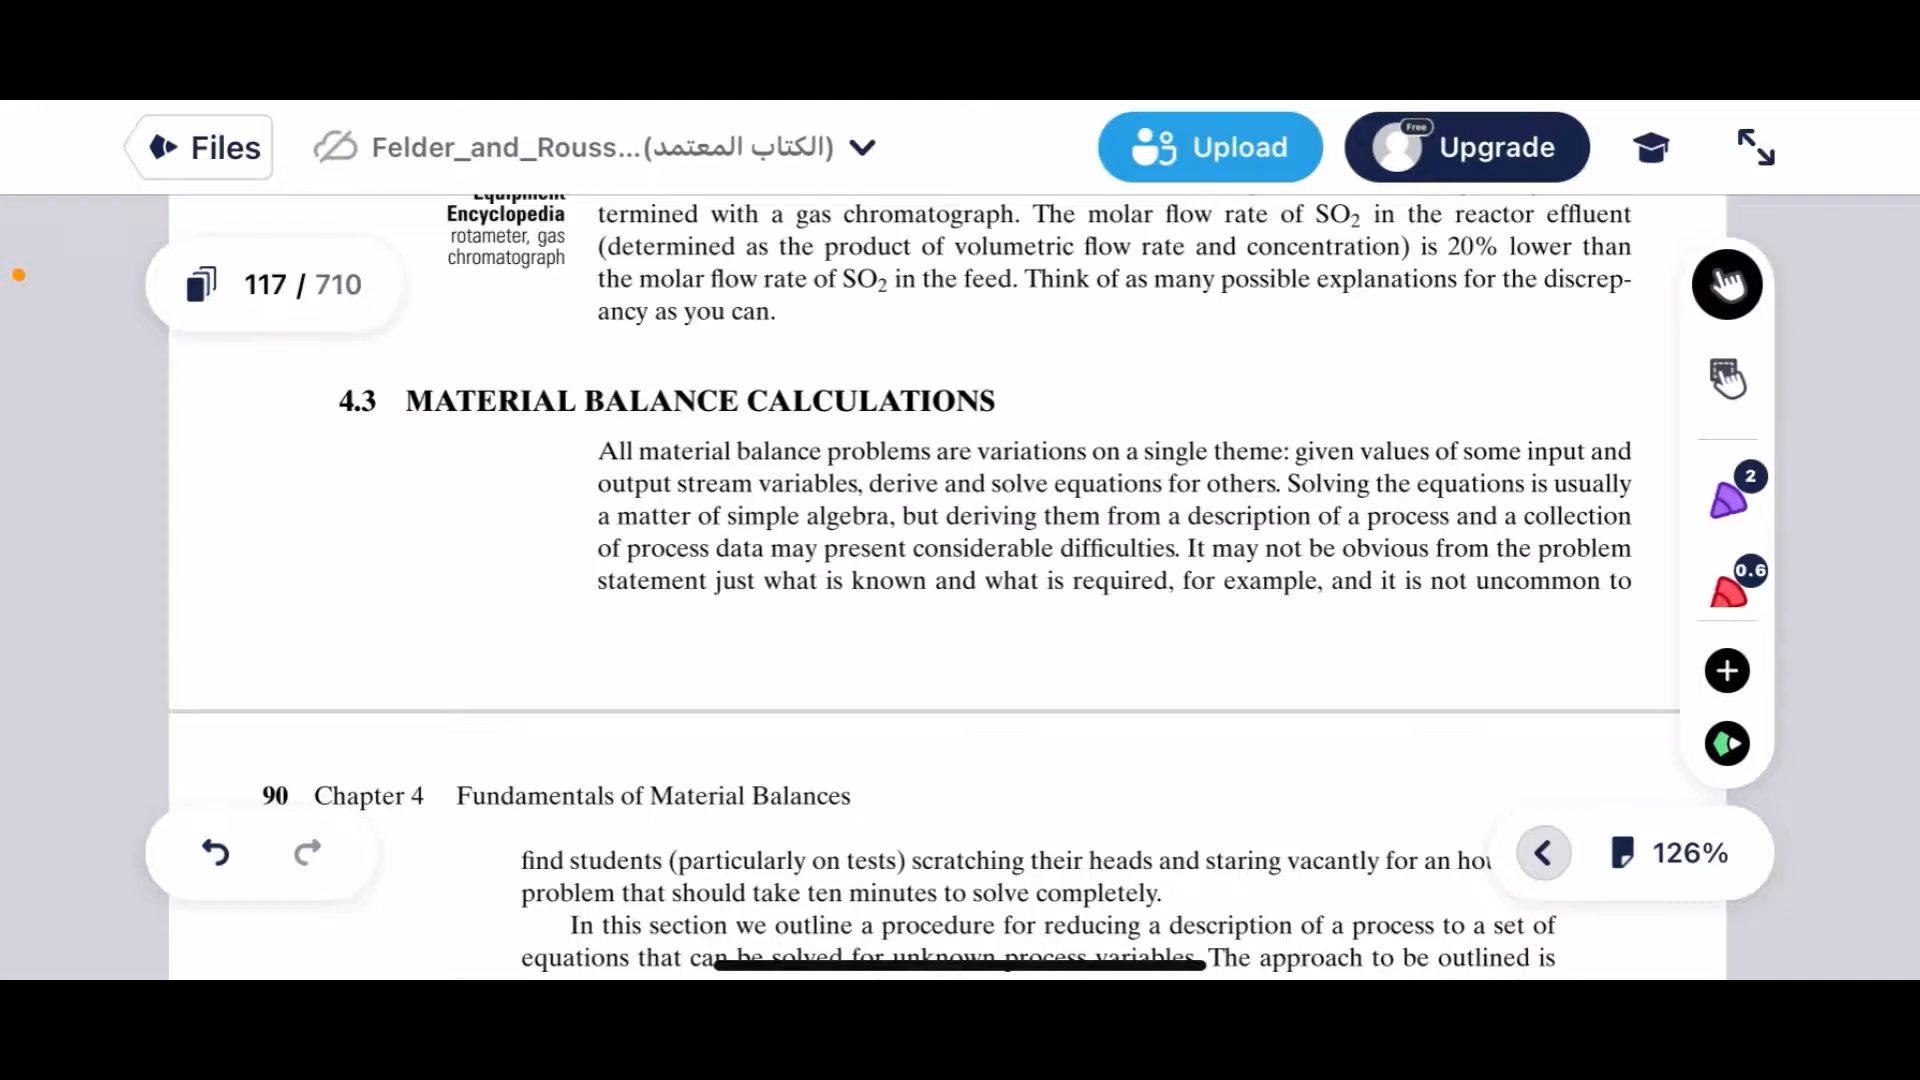 Files
Felder_and_Rouss...(الكتاب المعتمد)
Upload
Free
Upgrade
117 / 710
Equipment
Encyclopedia
rotameter, gas
chromatograph
termined with a gas chromatograph. The molar flow rate of SO₂ in the reactor effluent
(determined as the product of volumetric flow rate and concentration) is 20% lower than
the molar flow rate of SO₂ in the feed. Think of as many possible explanations for the discrep-
ancy as you can.
4.3 MATERIAL BALANCE CALCULATIONS
All material balance problems are variations on a single theme: given values of some input and
output stream variables, derive and solve equations for others. Solving the equations is usually
a matter of simple algebra, but deriving them from a description of a process and a collection
of process data may present considerable difficulties. It may not be obvious from the problem
statement just what is known and what is required, for example, and it is not uncommon to
2
0.6
90 Chapter 4 Fundamentals of Material Balances
find students (particularly on tests) scratching their heads and staring vacantly for an
problem that should take ten minutes to solve completely.
In this section we outline a procedure for reducing a description of a process to a set of
equations that can be solved for unknown process variables. The approach to be outlined is
126%